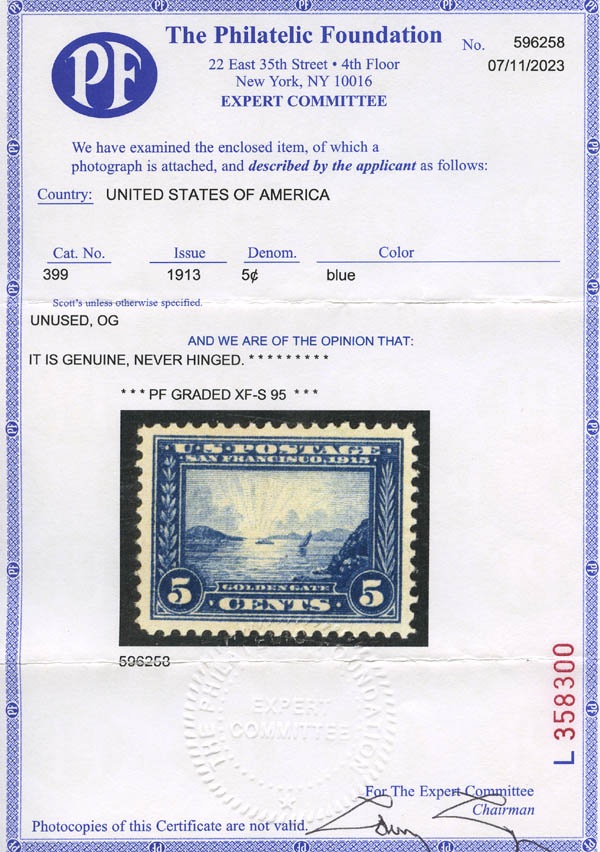 PF
The Philatelic Foundation
22 East 35th Street • 4th Floor
New York, NY 10016
EXPERT COMMITTEE
No. 596258
07/11/2023
We have examined the enclosed item, of which a
photograph is attached, and described by the applicant as follows:
Country: UNITED STATES OF AMERICA
Cat. No. Issue Denom. Color
399 1913 5¢ blue
Scott's unless otherwise specified.
UNUSED, OG
AND WE ARE OF THE OPINION THAT:
IT IS GENUINE, NEVER HINGED. * * * * * * * * *
* * * PF GRADED XF-S 95 * * *
U·S·POSTAGE
SAN FRANCISCO, 1915
5 GOLDEN GATE 5
·CENTS·
596258
THE PHILATELIC FOUNDATION
EXPERT
COMMITTEE
L 358300
For The Expert Committee
Chairman
Photocopies of this Certificate are not valid.